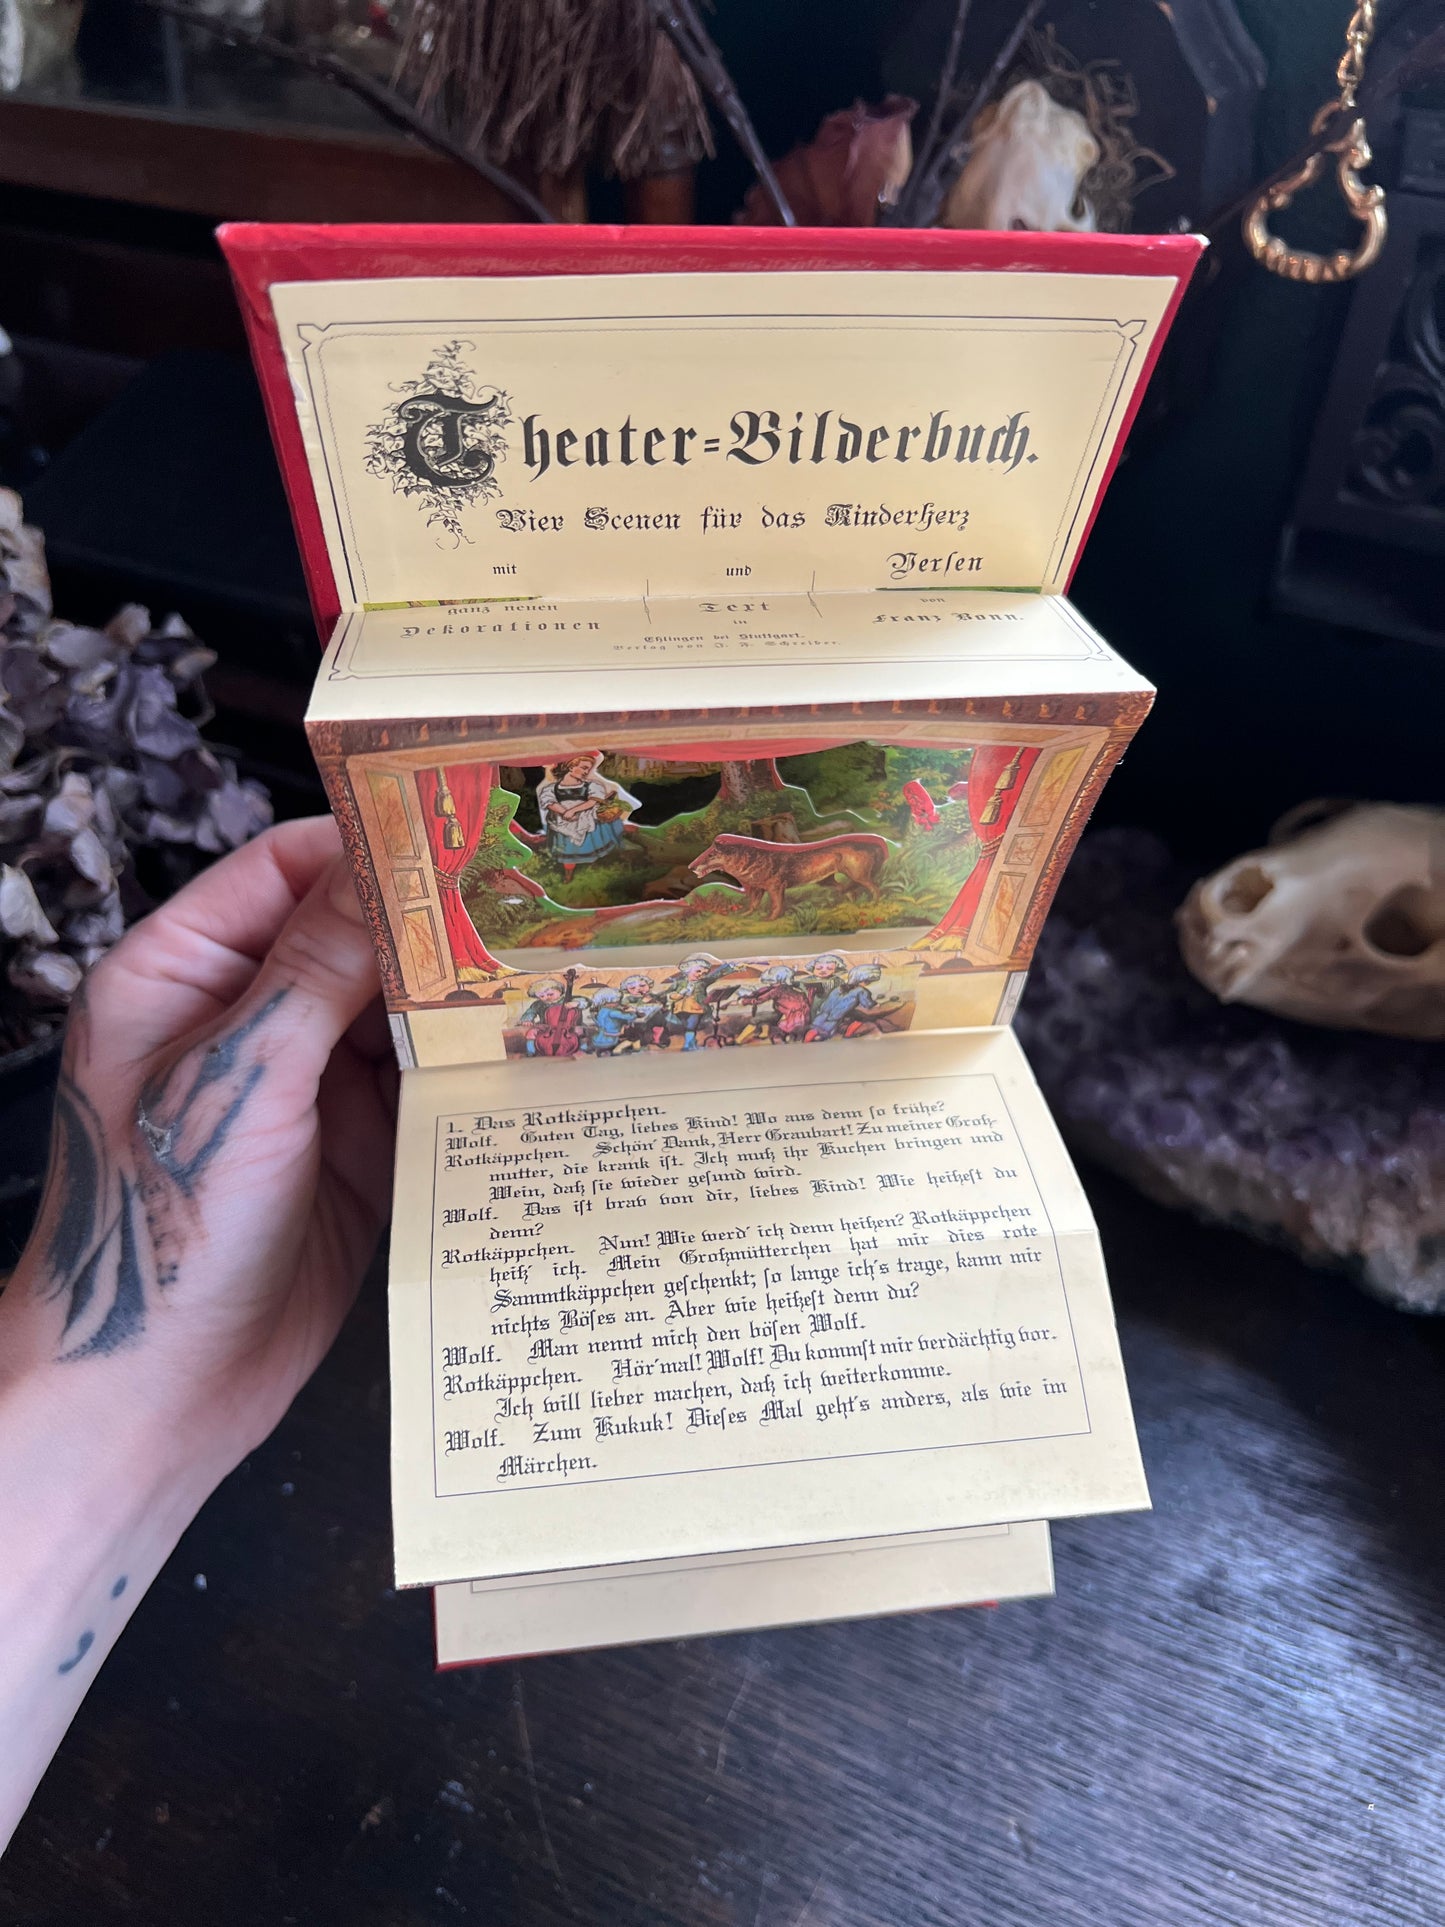 Theater-Bilderbuch.
Vier Scenen für das Kinderherz
mit und Versen
ganz neuen Text von
Dekorationen in Franz Bonn.
Eßlingen bei Stuttgart.
Verlag von J. F. Schreiber.
1. Das Rotkäppchen.
Wolf. Guten Tag, liebes Kind! Wo aus denn so frühe?
Rotkäppchen. Schön' Dank, Herr Graubart! Zu meiner Groß-
mutter, die krank ist. Ich muß ihr Kuchen bringen und
Wein, daß sie wieder gesund wird.
Wolf. Das ist brav von dir, liebes Kind! Wie heißest du
denn?
Rotkäppchen. Nun! Wie werd' ich denn heißen? Rotkäppchen
heiß' ich. Mein Großmütterchen hat mir dies rote
Sammtkäppchen geschenkt; so lange ich's trage, kann mir
nichts Böses an. Aber wie heißest denn du?
Wolf. Man nennt mich den bösen Wolf.
Rotkäppchen. Hör' mal! Wolf! Du kommst mir verdächtig vor.
Ich will lieber machen, daß ich weiterkomme.
Wolf. Zum Kukuk! Dieses Mal geht's anders, als wie im
Märchen.